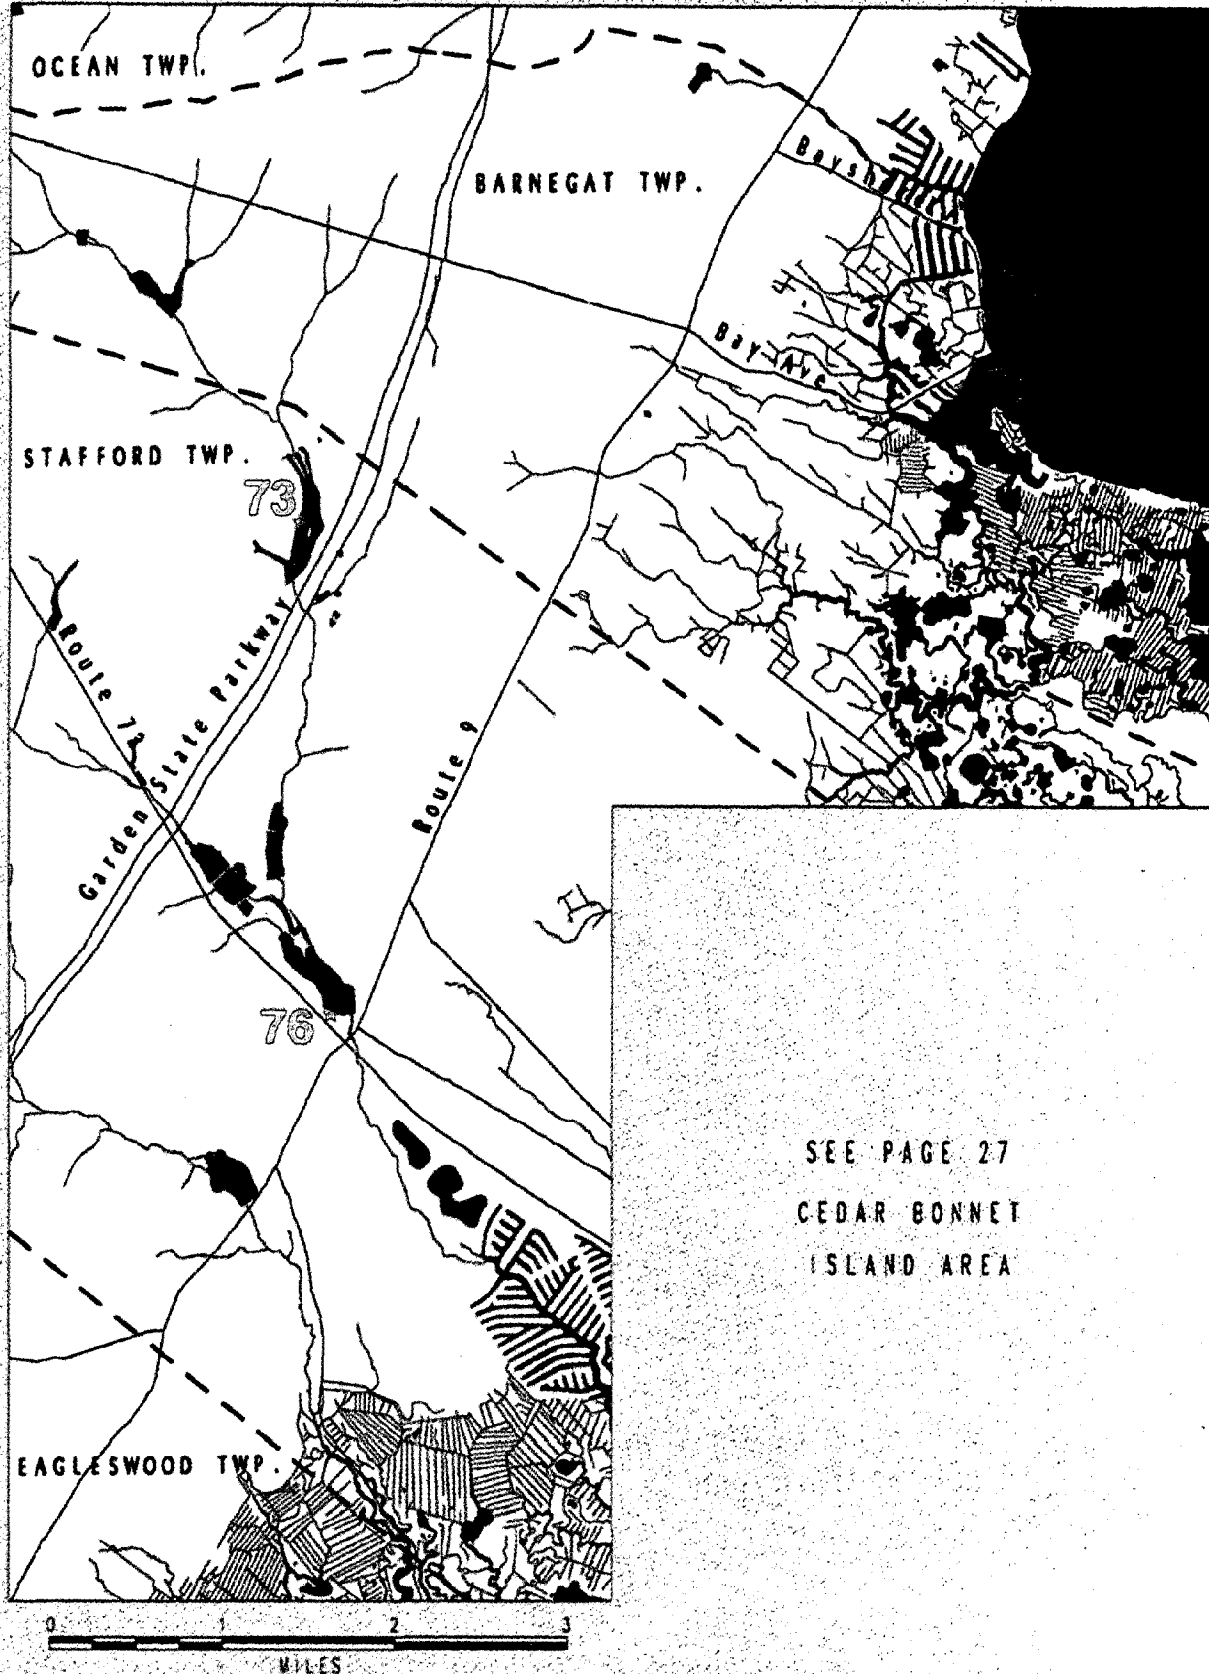 OCEAN TWP.
BARNEGAT TWP.
Bay Ave
STAFFORD TWP.
73
Route 72
Garden State Parkway
Route 9
76
SEE PAGE 27
CEDAR BONNET
ISLAND AREA
EAGLESWOOD TWP.
0 1 2 3
MILES